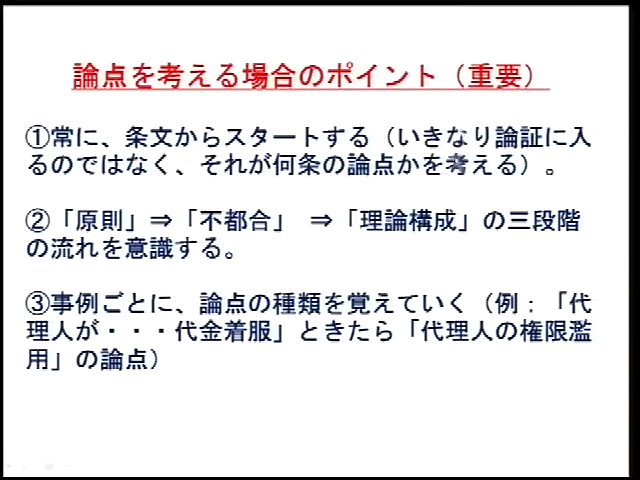 論点を考える場合のポイント（重要）
①常に、条文からスタートする（いきなり論証に入
るのではなく、それが何条の論点かを考える）。
②「原則」⇒「不都合」 ⇒「理論構成」の三段階
の流れを意識する。
③事例ごとに、論点の種類を覚えていく（例：「代
理人が・・・代金着服」ときたら「代理人の権限濫
用」の論点）